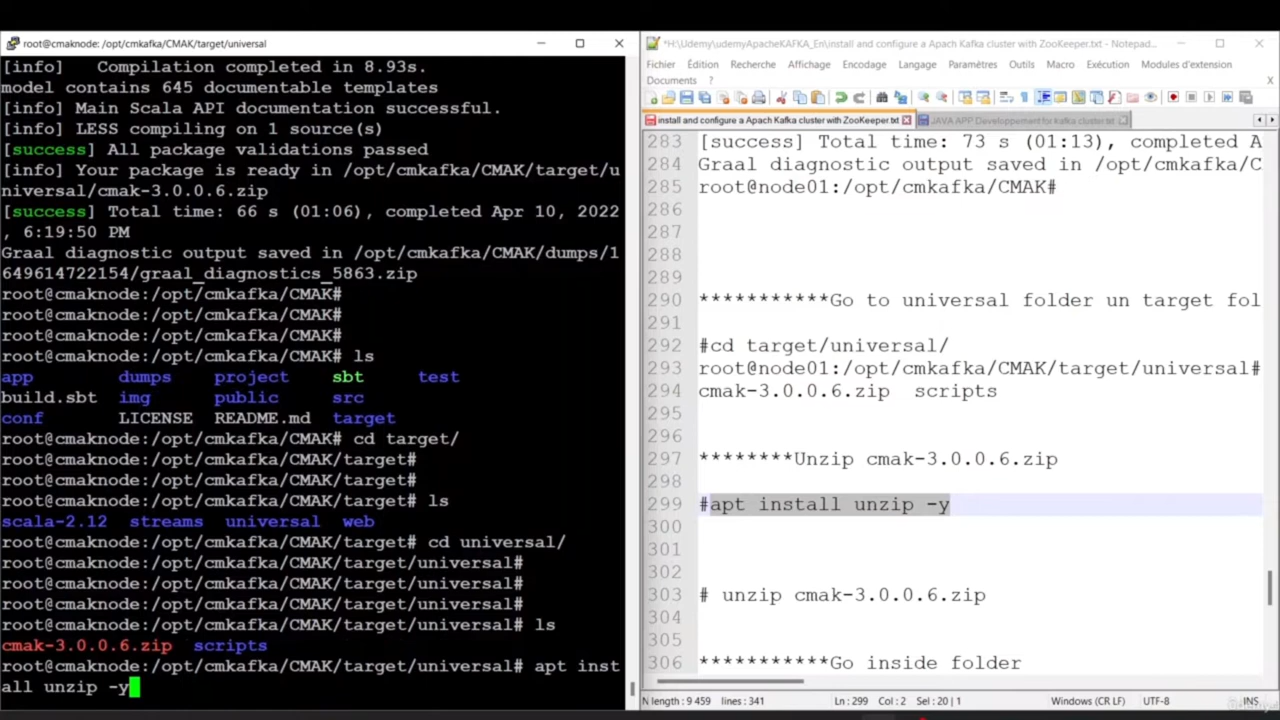 root@cmaknode: /opt/cmkafka/CMAK/target/universal
[info]   Compilation completed in 8.93s.
model contains 645 documentable templates
[info] Main Scala API documentation successful.
[info] LESS compiling on 1 source(s)
[success] All package validations passed
[info] Your package is ready in /opt/cmkafka/CMAK/target/u
niversal/cmak-3.0.0.6.zip
[success] Total time: 66 s (01:06), completed Apr 10, 2022
, 6:19:50 PM
Graal diagnostic output saved in /opt/cmkafka/CMAK/dumps/1
649614722154/graal_diagnostics_5863.zip
root@cmaknode:/opt/cmkafka/CMAK#
root@cmaknode:/opt/cmkafka/CMAK#
root@cmaknode:/opt/cmkafka/CMAK#
root@cmaknode:/opt/cmkafka/CMAK# ls
app        dumps    project    sbt     test
build.sbt  img      public     src
conf       LICENSE  README.md  target
root@cmaknode:/opt/cmkafka/CMAK# cd target/
root@cmaknode:/opt/cmkafka/CMAK/target#
root@cmaknode:/opt/cmkafka/CMAK/target#
root@cmaknode:/opt/cmkafka/CMAK/target# ls
scala-2.12  streams  universal  web
root@cmaknode:/opt/cmkafka/CMAK/target# cd universal/
root@cmaknode:/opt/cmkafka/CMAK/target/universal#
root@cmaknode:/opt/cmkafka/CMAK/target/universal#
root@cmaknode:/opt/cmkafka/CMAK/target/universal#
root@cmaknode:/opt/cmkafka/CMAK/target/universal# ls
cmak-3.0.0.6.zip  scripts
root@cmaknode:/opt/cmkafka/CMAK/target/universal# apt inst
all unzip -y
*H:\Udemy\udemyApacheKAFKA_En\install and configure a Apach Kafka cluster with ZooKeeper.txt - Notepad...
Fichier Édition Recherche Affichage Encodage Langage Paramètres Outils Macro Exécution Modules d'extension
Documents ?
install and configure a Apach Kafka cluster with ZooKeeper.txt JAVA APP Developpement for kafka cluster.txt
283 [success] Total time: 73 s (01:13), completed A
284 Graal diagnostic output saved in /opt/cmkafka/C
285 root@node01:/opt/cmkafka/CMAK#
286
287
288
289
290 ***********Go to universal folder un target fol
291
292 #cd target/universal/
293 root@node01:/opt/cmkafka/CMAK/target/universal#
294 cmak-3.0.0.6.zip  scripts
295
296
297 ********Unzip cmak-3.0.0.6.zip
298
299 #apt install unzip -y
300
301
302
303 # unzip cmak-3.0.0.6.zip
304
305
306 ***********Go inside folder
N length : 9 459 lines : 341 Ln : 299 Col : 2 Sel : 20 | 1 Windows (CR LF) UTF-8 INS